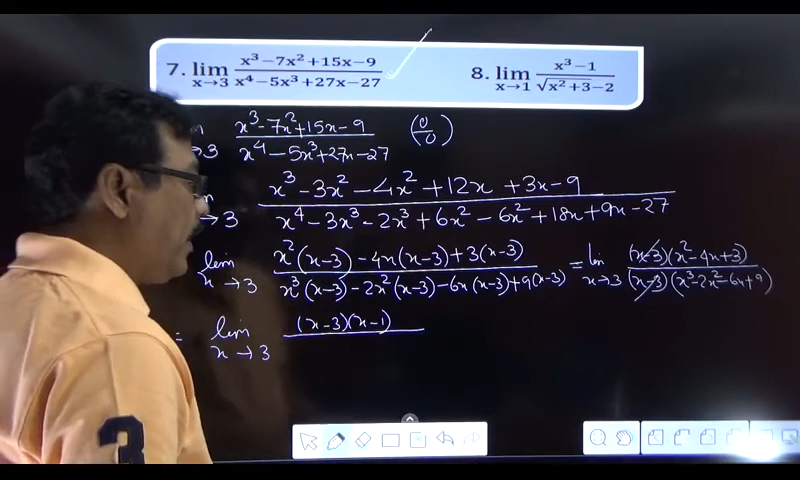 7. lim x→3 x³−7x²+15x−9 / x⁴−5x³+27x−27
8. lim x→1 x³−1 / √x²+3−2
→3 x³−7x²+15x−9 / x⁴−5x³+27x−27 (0/0)
→3 x³−3x²−4x²+12x+3x−9 / x⁴−3x³−2x³+6x²−6x²+18x+9x−27
lim x→3 x²(x−3)−4x(x−3)+3(x−3) / x³(x−3)−2x²(x−3)−6x(x−3)+9(x−3) = lim x→3 (x−3)(x²−4x+3) / (x−3)(x³−2x²−6x+9)
= lim x→3 (x−3)(x−1)
3